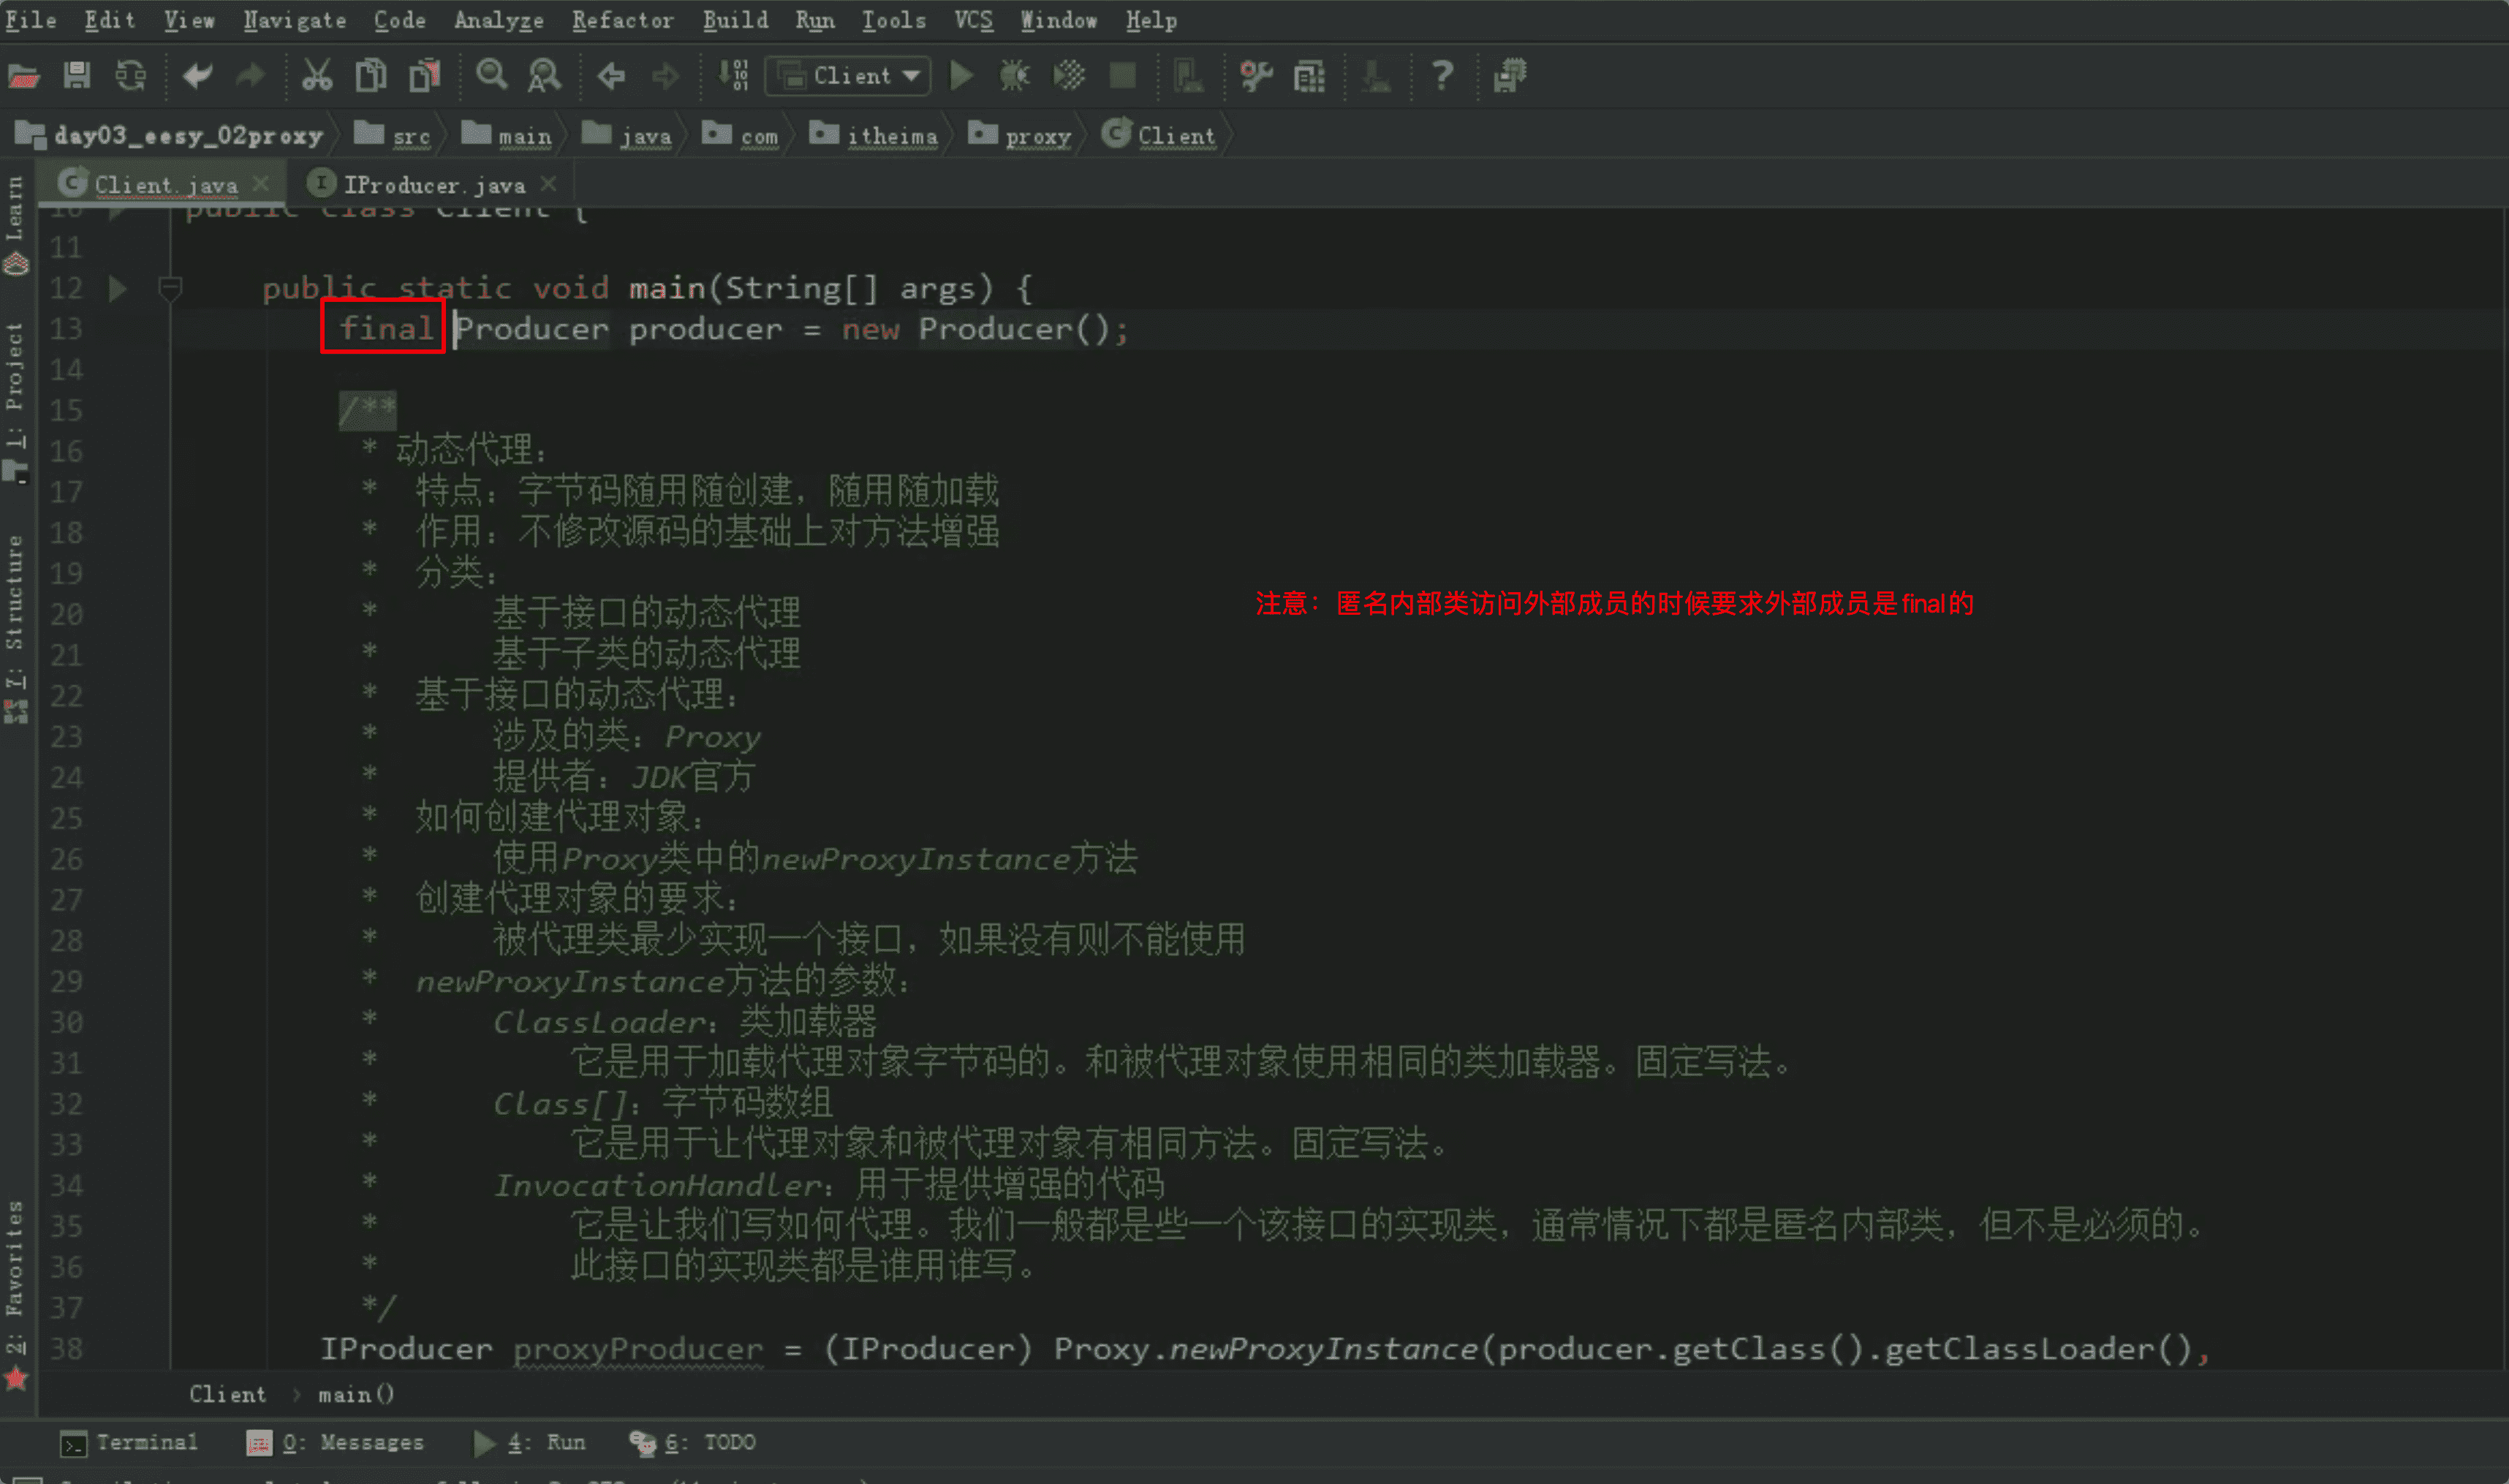 File Edit View Navigate Code Analyze Refactor Build Run Tools VCS Window Help
Client
day03_eesy_02proxy src main java com itheima proxy Client
Client.java IProducer.java
Learn
1: Project
7: Structure
2: Favorites
10 public class Client {
11
12 public static void main(String[] args) {
13 final Producer producer = new Producer();
14
15 /**
16 * 动态代理：
17 * 特点：字节码随用随创建，随用随加载
18 * 作用：不修改源码的基础上对方法增强
19 * 分类：
注意：匿名内部类访问外部成员的时候要求外部成员是final的
20 * 基于接口的动态代理
21 * 基于子类的动态代理
22 * 基于接口的动态代理：
23 * 涉及的类：Proxy
24 * 提供者：JDK官方
25 * 如何创建代理对象：
26 * 使用Proxy类中的newProxyInstance方法
27 * 创建代理对象的要求：
28 * 被代理类最少实现一个接口，如果没有则不能使用
29 * newProxyInstance方法的参数：
30 * ClassLoader：类加载器
31 * 它是用于加载代理对象字节码的。和被代理对象使用相同的类加载器。固定写法。
32 * Class[]：字节码数组
33 * 它是用于让代理对象和被代理对象有相同方法。固定写法。
34 * InvocationHandler：用于提供增强的代码
35 * 它是让我们写如何代理。我们一般都是些一个该接口的实现类，通常情况下都是匿名内部类，但不是必须的。
36 * 此接口的实现类都是谁用谁写。
37 */
38 IProducer proxyProducer = (IProducer) Proxy.newProxyInstance(producer.getClass().getClassLoader(),
Client › main()
Terminal 0: Messages 4: Run 6: TODO